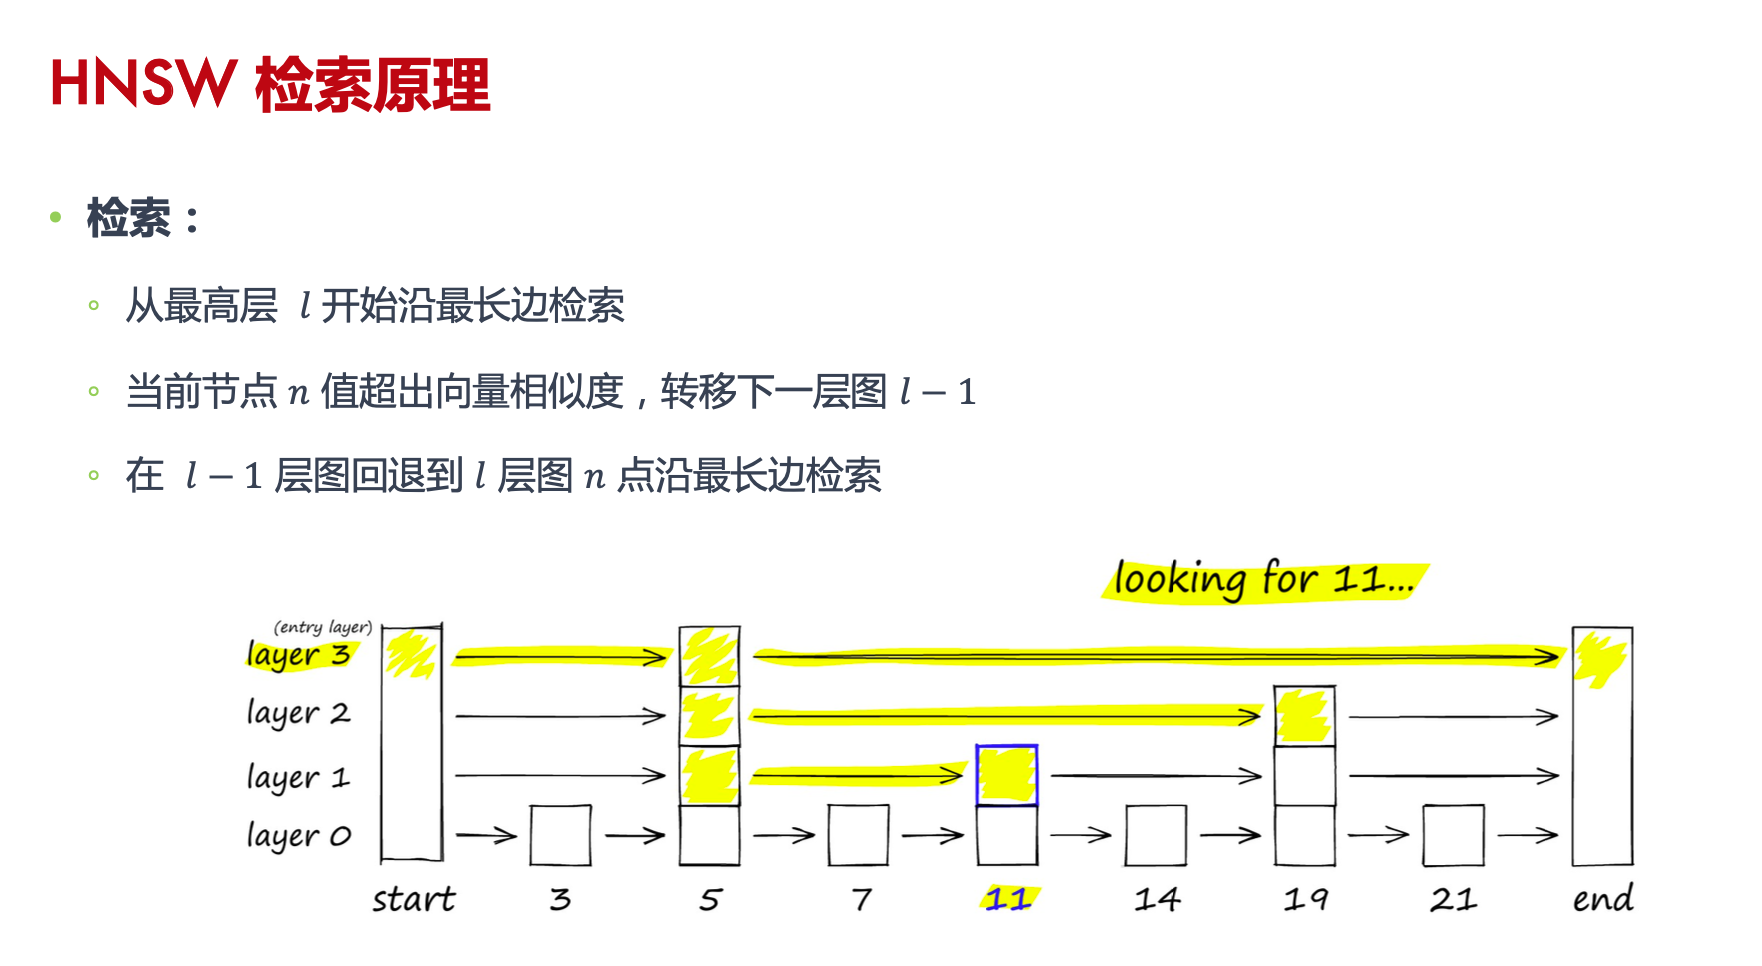 HNSW 检索原理
• 检索：
◦ 从最高层 l 开始沿最长边检索
◦ 当前节点 n 值超出向量相似度，转移下一层图 l − 1
◦ 在 l − 1 层图回退到 l 层图 n 点沿最长边检索
looking for 11...
(entry layer)
layer 3
layer 2
layer 1
layer 0
start 3 5 7 11 14 19 21 end